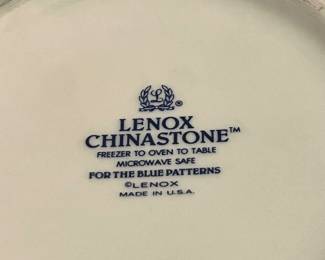 L ®
LENOX
CHINASTONE™
FREEZER TO OVEN TO TABLE
MICROWAVE SAFE
FOR THE BLUE PATTERNS
©LENOX
MADE IN U.S.A.